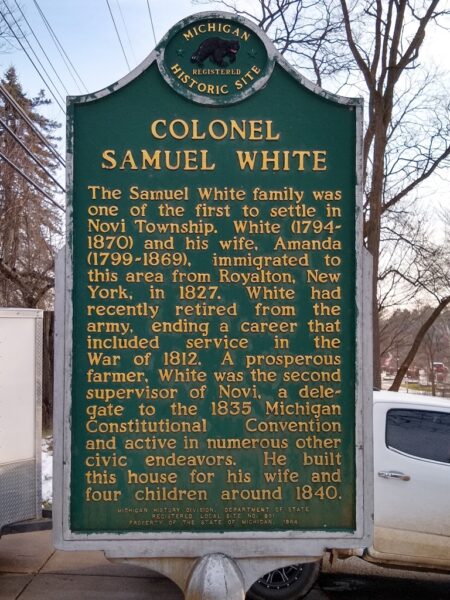 MICHIGAN
REGISTERED
HISTORIC SITE
COLONEL
SAMUEL WHITE
The Samuel White family was
one of the first to settle in
Novi Township. White (1794-
1870) and his wife, Amanda
(1799-1869), immigrated to
this area from Royalton, New
York, in 1827. White had
recently retired from the
army, ending a career that
included service in the
War of 1812. A prosperous
farmer, White was the second
supervisor of Novi, a dele-
gate to the 1835 Michigan
Constitutional Convention
and active in numerous other
civic endeavors. He built
this house for his wife and
four children around 1840.
MICHIGAN HISTORY DIVISION, DEPARTMENT OF STATE
REGISTERED LOCAL SITE NO.
PROPERTY OF THE STATE OF MICHIGAN,